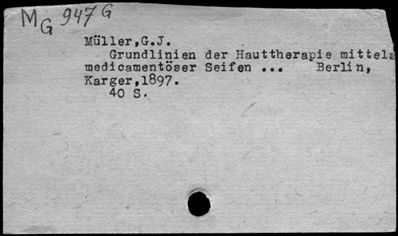 MG 947 G
Müller,G.J.
Grundlinien der Hauttherapie mittels
medicamentöser Seifen ... Berlin,
Karger,1897.
40 S.